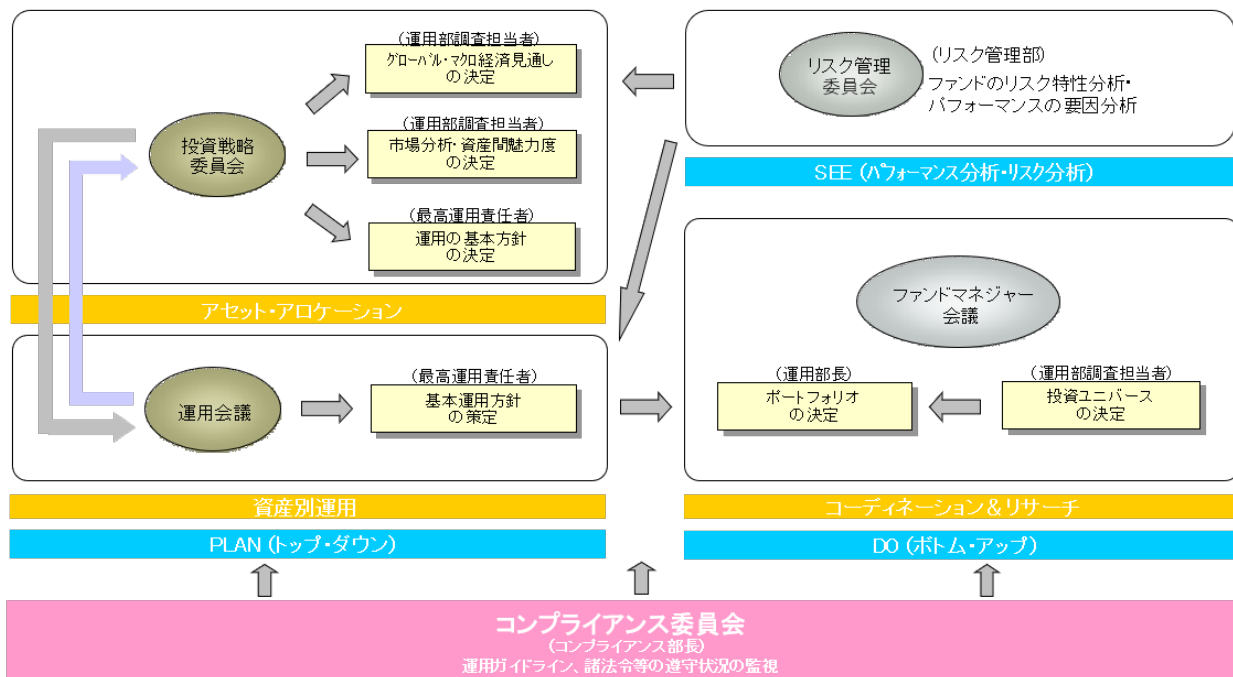 (運用部調査担当者)
グローバル・マクロ経済見通し
の決定
投資戦略
委員会
(運用部調査担当者)
市場分析・資産間魅力度
の決定
(最高運用責任者)
運用の基本方針
の決定
アセット・アロケーション
運用会議
(最高運用責任者)
基本運用方針
の策定
資産別運用
PLAN (トップ・ダウン)
リスク管理
委員会
(リスク管理部)
ファンドのリスク特性分析・
パフォーマンスの要因分析
SEE (パフォーマンス分析・リスク分析)
ファンドマネジャー
会議
(運用部長)
ポートフォリオ
の決定
(運用部調査担当者)
投資ユニバース
の決定
コーディネーション&リサーチ
DO (ボトム・アップ)
コンプライアンス委員会
(コンプライアンス部長)
運用ガイドライン、諸法令等の遵守状況の監視